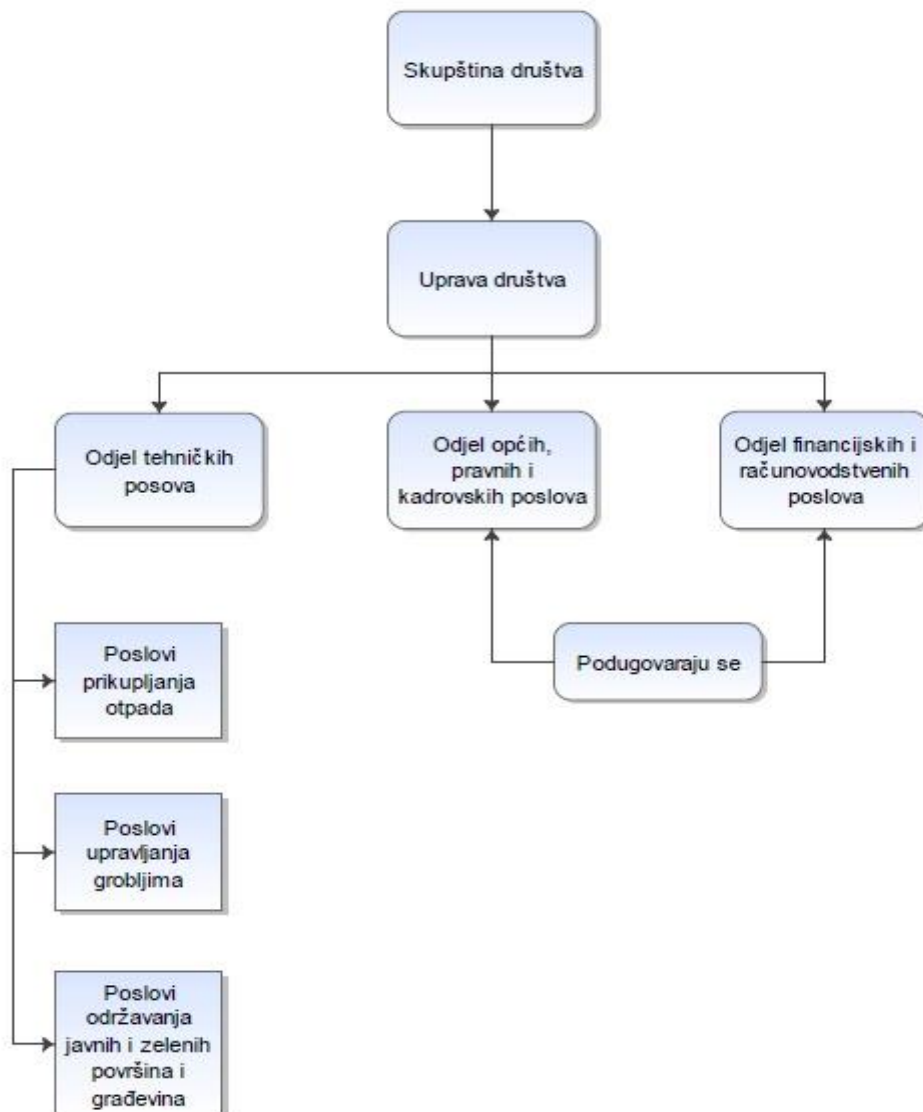 Skupština društva
Uprava društva
Odjel tehničkih
posova
Odjel općih,
pravnih i
kadrovskih poslova
Odjel financijskih i
računovodstvenih
poslova
Podugovaraju se
Poslovi
prikupljanja
otpada
Poslovi
upravljanja
grobljima
Poslovi
održavanja
javnih i zelenih
površina i
građevina